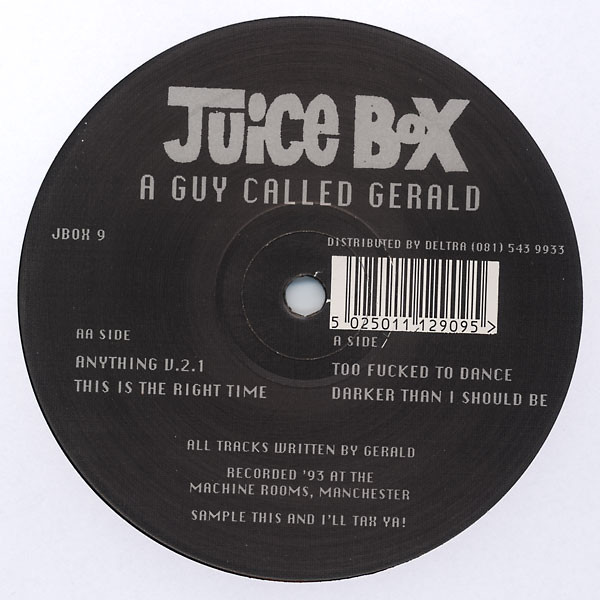 JUICE BOX
A GUY CALLED GERALD
JBOX 9
DISTRIBUTED BY DELTRA (081) 543 9933
5 025011 129095 >
AA SIDE
ANYTHING V.2.1
THIS IS THE RIGHT TIME
A SIDE
TOO FUCKED TO DANCE
DARKER THAN I SHOULD BE
ALL TRACKS WRITTEN BY GERALD
RECORDED '93 AT THE
MACHINE ROOMS, MANCHESTER
SAMPLE THIS AND I'LL TAX YA!